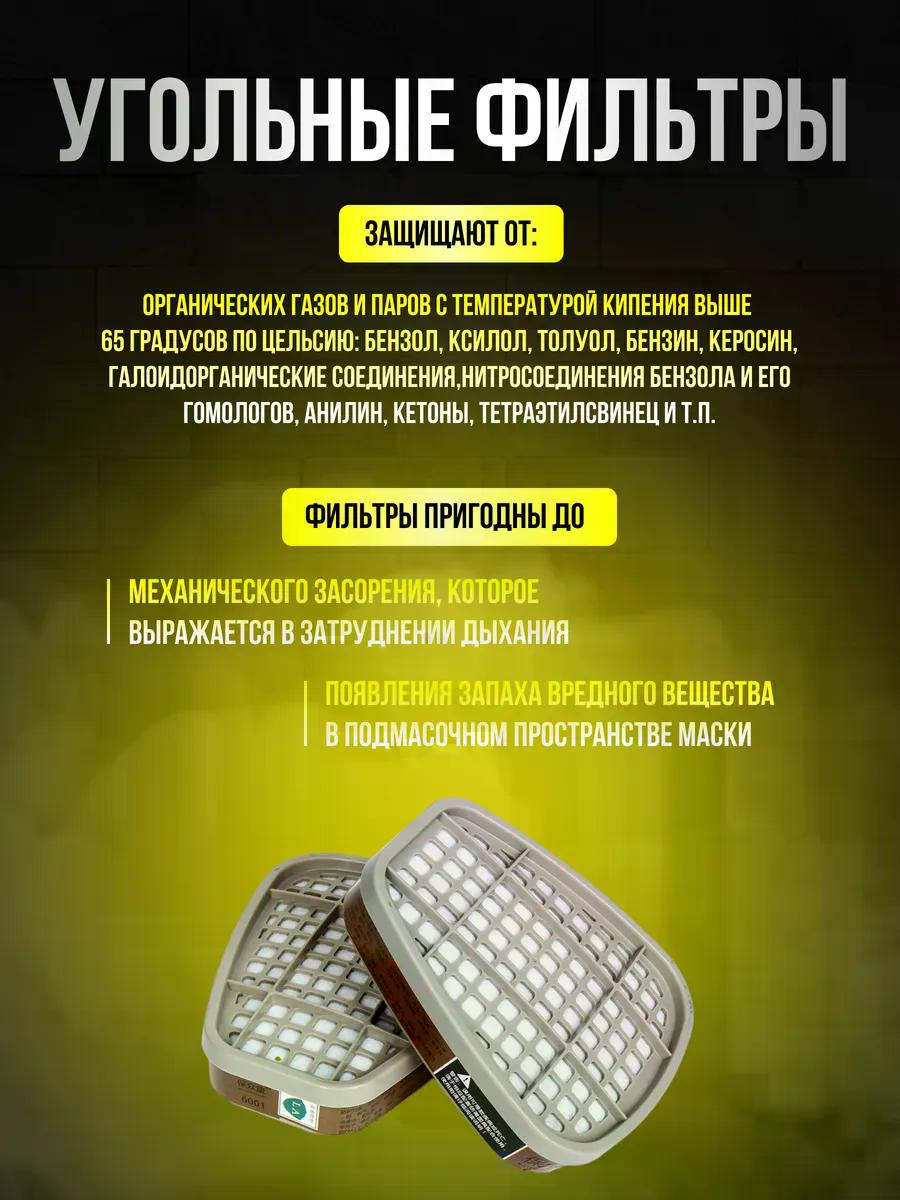 УГОЛЬНЫЕ ФИЛЬТРЫ
ЗАЩИЩАЮТ ОТ:
ОРГАНИЧЕСКИХ ГАЗОВ И ПАРОВ С ТЕМПЕРАТУРОЙ КИПЕНИЯ ВЫШЕ
65 ГРАДУСОВ ПО ЦЕЛЬСИЮ: БЕНЗОЛ, КСИЛОЛ, ТОЛУОЛ, БЕНЗИН, КЕРОСИН,
ГАЛОИДОРГАНИЧЕСКИЕ СОЕДИНЕНИЯ,НИТРОСОЕДИНЕНИЯ БЕНЗОЛА И ЕГО
ГОМОЛОГОВ, АНИЛИН, КЕТОНЫ, ТЕТРАЭТИЛСВИНЕЦ И Т.П.
ФИЛЬТРЫ ПРИГОДНЫ ДО
МЕХАНИЧЕСКОГО ЗАСОРЕНИЯ, КОТОРОЕ
ВЫРАЖАЕТСЯ В ЗАТРУДНЕНИИ ДЫХАНИЯ
ПОЯВЛЕНИЯ ЗАПАХА ВРЕДНОГО ВЕЩЕСТВА
В ПОДМАСОЧНОМ ПРОСТРАНСТВЕ МАСКИ
6001
LA